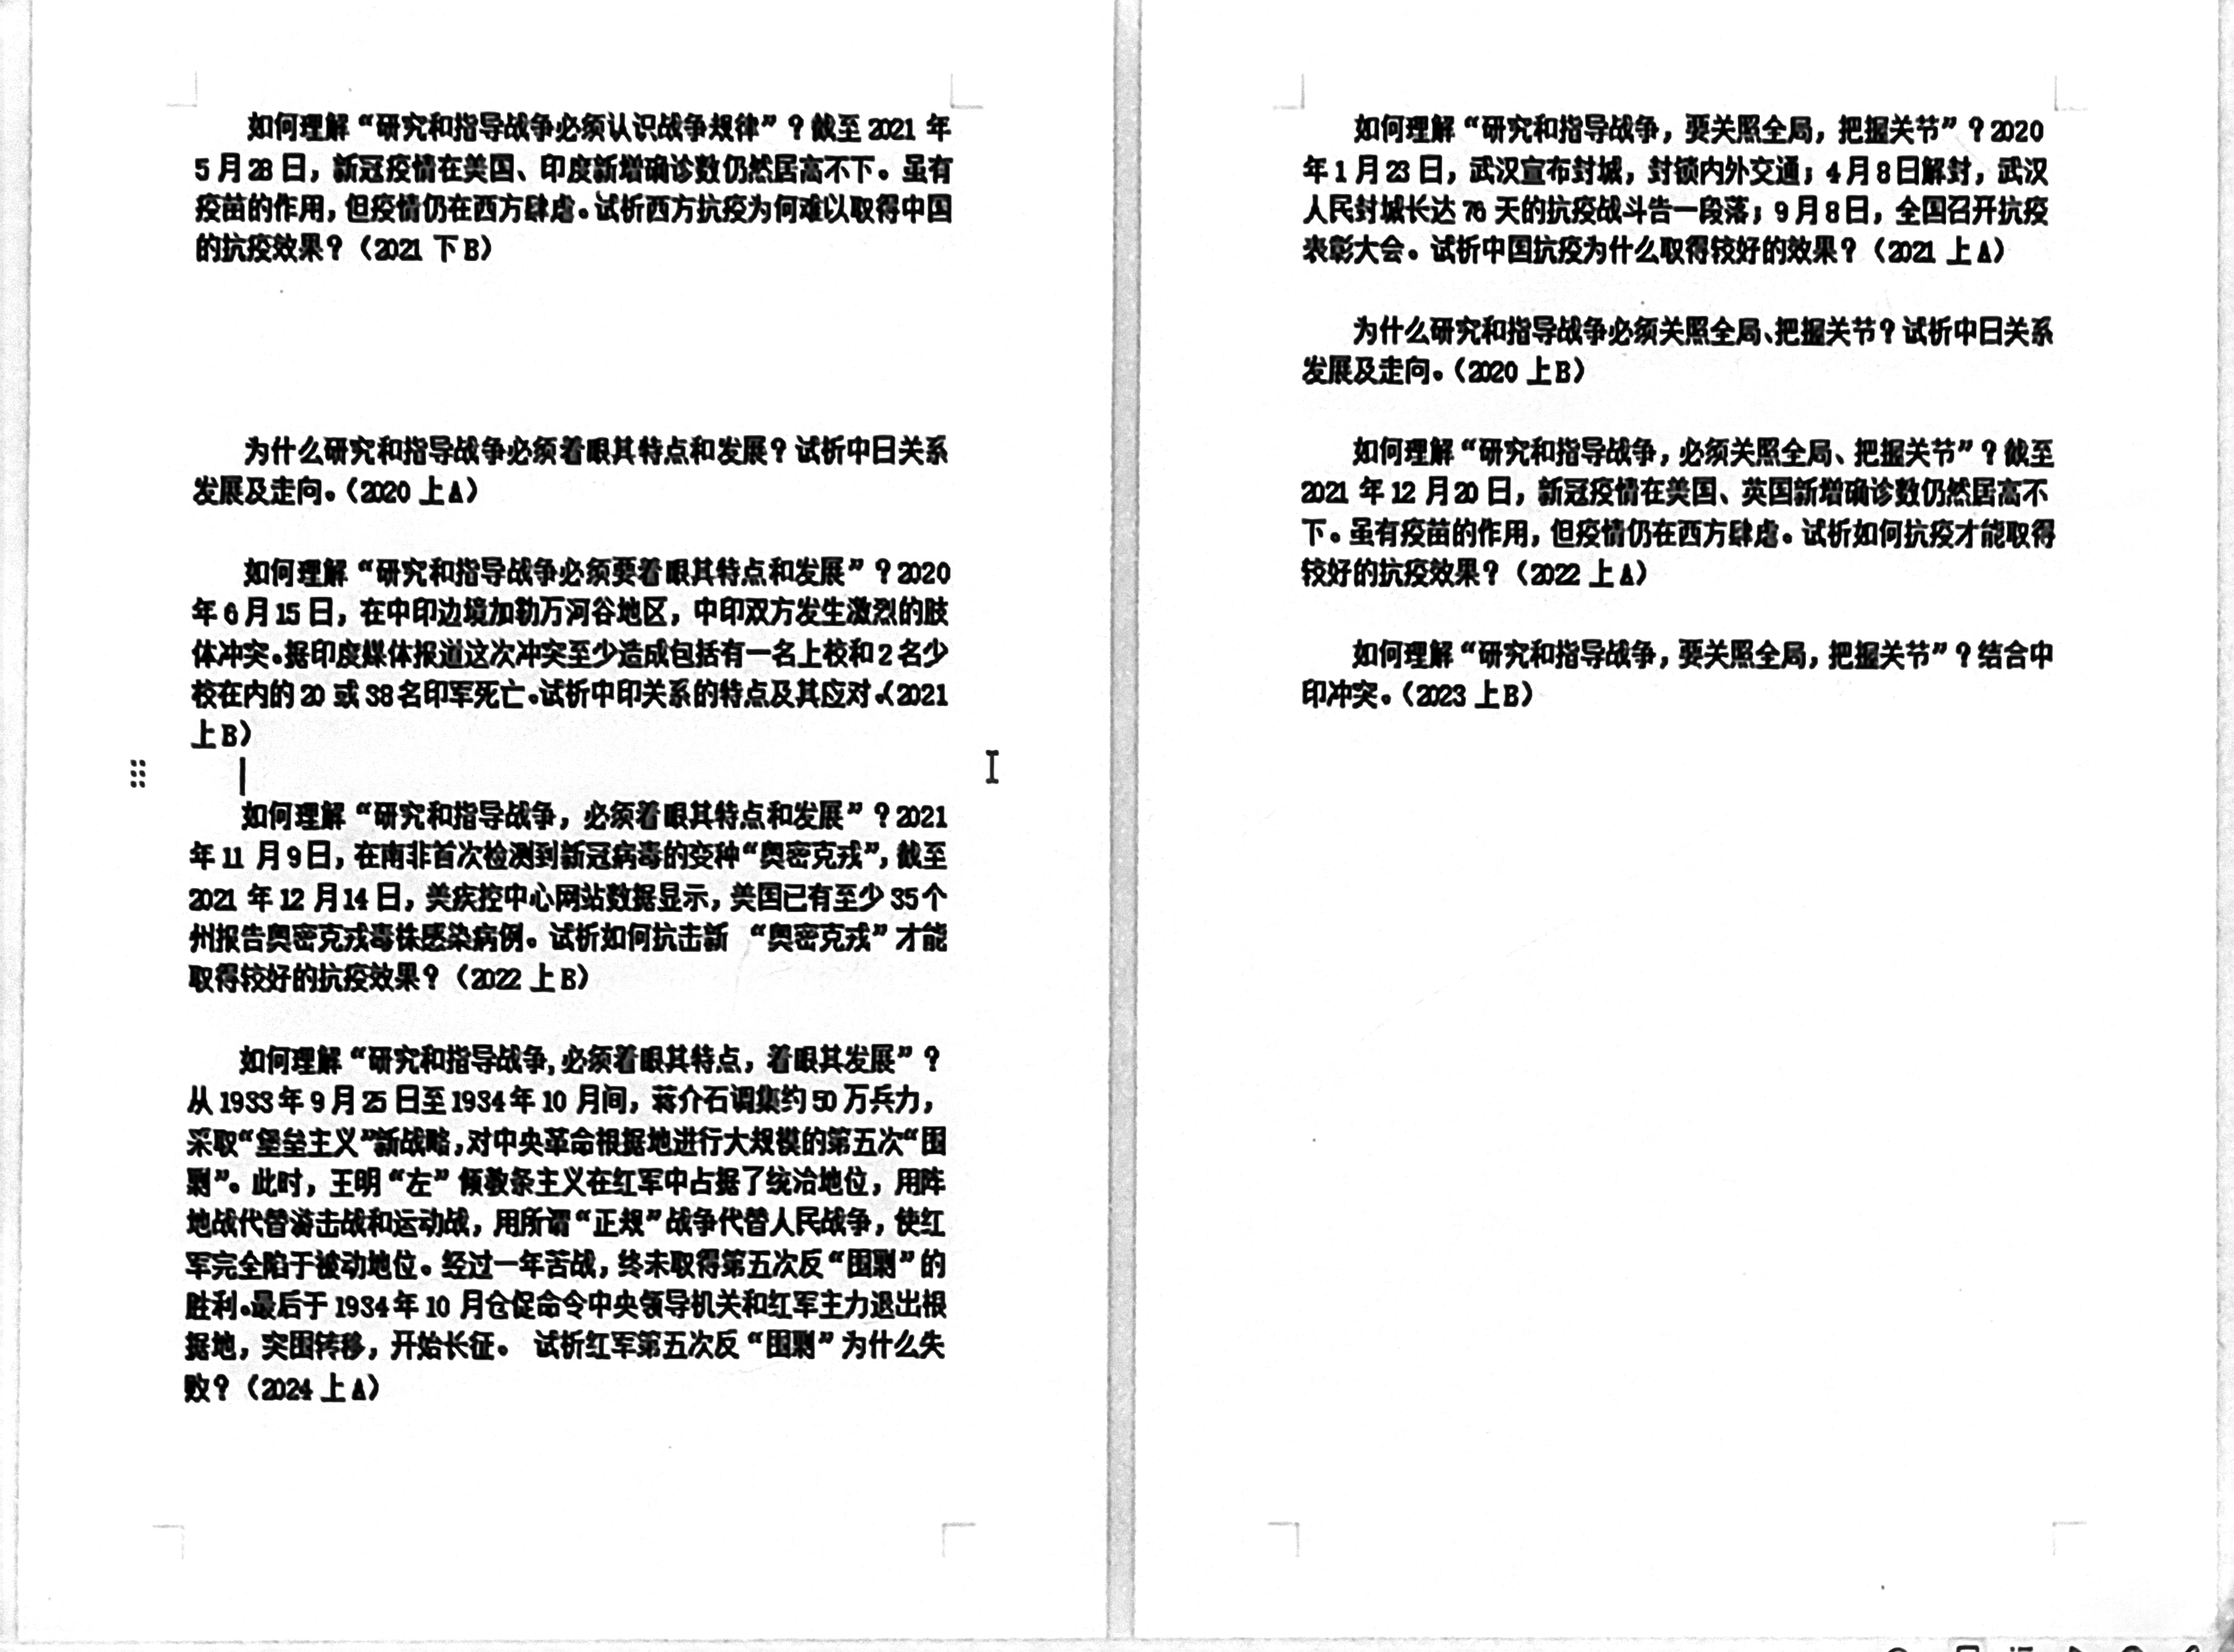 如何理解“研究和指导战争必须认识战争规律”？截至 2021 年
5 月 28 日，新冠疫情在美国、印度新增确诊数仍然居高不下。虽有
疫苗的作用，但疫情仍在西方肆虐。试析西方抗疫为何难以取得中国
的抗疫效果？（2021 下 B）
为什么研究和指导战争必须着眼其特点和发展？试析中日关系
发展及走向。（2020 上 A）
如何理解“研究和指导战争必须要着眼其特点和发展”？2020
年 6 月 15 日，在中印边境加勒万河谷地区，中印双方发生激烈的肢
体冲突。据印度媒体报道这次冲突至少造成包括有一名上校和 2 名少
校在内的 20 或 38 名印军死亡。试析中印关系的特点及其应对。（2021
上 B）
如何理解“研究和指导战争，必须着眼其特点和发展”？2021
年 11 月 9 日，在南非首次检测到新冠病毒的变种“奥密克戎”，截至
2021 年 12 月 14 日，美疾控中心网站数据显示，美国已有至少 35 个
州报告奥密克戎毒株感染病例。试析如何抗击新 “奥密克戎”才能
取得较好的抗疫效果？（2022 上 B）
如何理解“研究和指导战争,必须着眼其特点，着眼其发展”？
从 1933 年 9 月 25 日至 1934 年 10 月间，蒋介石调集约 50 万兵力，
采取“堡垒主义”新战略，对中央革命根据地进行大规模的第五次“围
剿”。此时，王明“左”倾教条主义在红军中占据了统治地位，用阵
地战代替游击战和运动战，用所谓“正规”战争代替人民战争，使红
军完全陷于被动地位。经过一年苦战，终未取得第五次反“围剿”的
胜利。最后于 1934 年 10 月仓促命令中央领导机关和红军主力退出根
据地，突围转移，开始长征。 试析红军第五次反“围剿”为什么失
败？（2024 上 A）
如何理解“研究和指导战争，要关照全局，把握关节”？2020
年 1 月 23 日，武汉宣布封城，封锁内外交通；4 月 8 日解封，武汉
人民封城长达 76 天的抗疫战斗告一段落；9 月 8 日，全国召开抗疫
表彰大会。试析中国抗疫为什么取得较好的效果？（2021 上 A）
为什么研究和指导战争必须关照全局、把握关节？试析中日关系
发展及走向。（2020 上 B）
如何理解“研究和指导战争，必须关照全局、把握关节”？截至
2021 年 12 月 20 日，新冠疫情在美国、英国新增确诊数仍然居高不
下。虽有疫苗的作用，但疫情仍在西方肆虐。试析如何抗疫才能取得
较好的抗疫效果？（2022 上 A）
如何理解“研究和指导战争，要关照全局，把握关节”？结合中
印冲突。（2023 上 B）